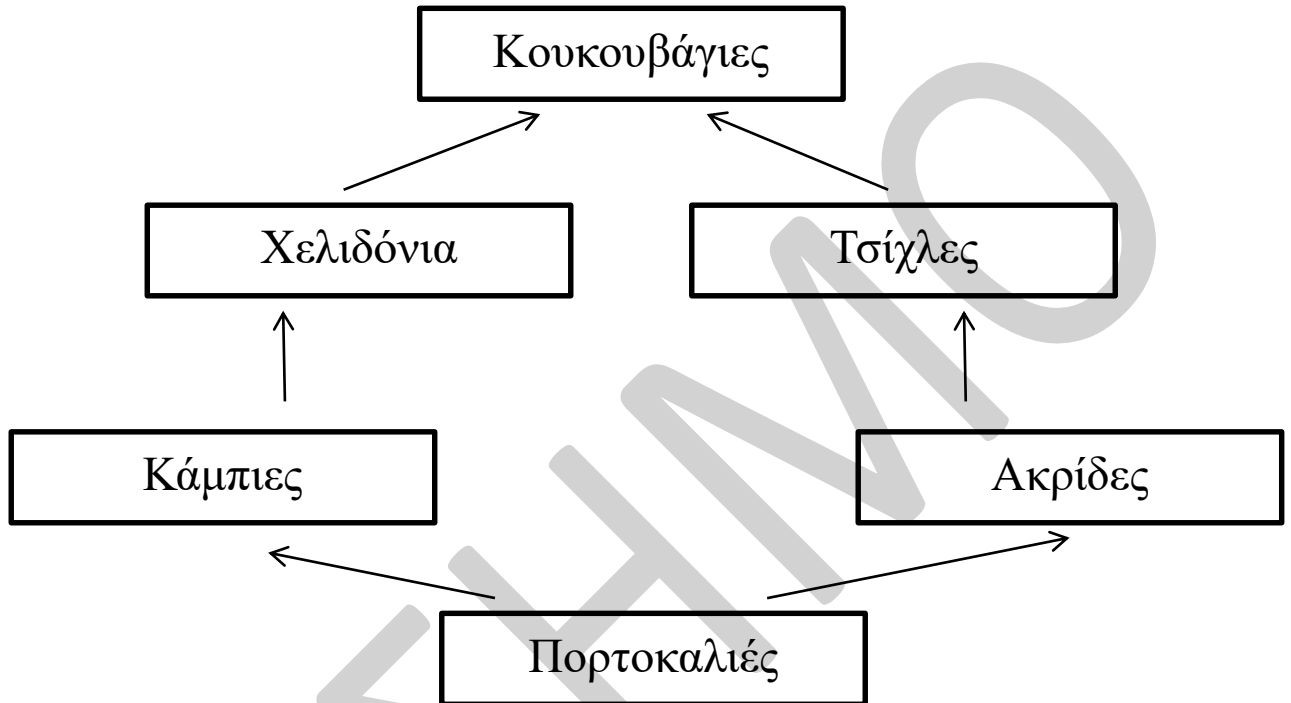 Κουκουβάγιες
Χελιδόνια
Τσίχλες
Κάμπιες
Ακρίδες
Πορτοκαλιές